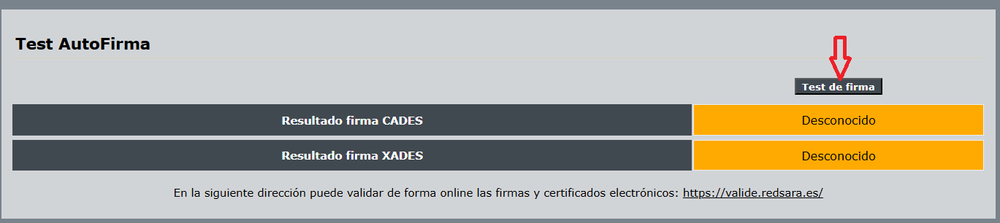 Test AutoFirma
Test de firma
Resultado firma CADES
Desconocido
Resultado firma XADES
Desconocido
En la siguiente dirección puede validar de forma online las firmas y certificados electrónicos: https://valide.redsara.es/